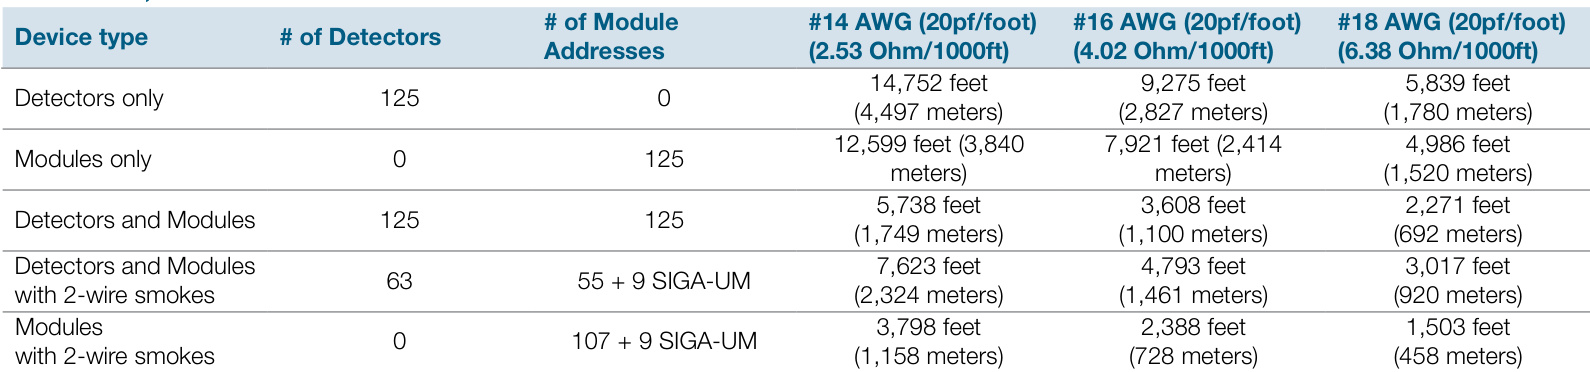 Device type # of Detectors # of Module Addresses #14 AWG (20pf/foot) (2.53 Ohm/1000ft) #16 AWG (20pf/foot) (4.02 Ohm/1000ft) #18 AWG (20pf/foot) (6.38 Ohm/1000ft)
Detectors only 125 0 14,752 feet (4,497 meters) 9,275 feet (2,827 meters) 5,839 feet (1,780 meters)
Modules only 0 125 12,599 feet (3,840 meters) 7,921 feet (2,414 meters) 4,986 feet (1,520 meters)
Detectors and Modules 125 125 5,738 feet (1,749 meters) 3,608 feet (1,100 meters) 2,271 feet (692 meters)
Detectors and Modules with 2-wire smokes 63 55 + 9 SIGA-UM 7,623 feet (2,324 meters) 4,793 feet (1,461 meters) 3,017 feet (920 meters)
Modules with 2-wire smokes 0 107 + 9 SIGA-UM 3,798 feet (1,158 meters) 2,388 feet (728 meters) 1,503 feet (458 meters)